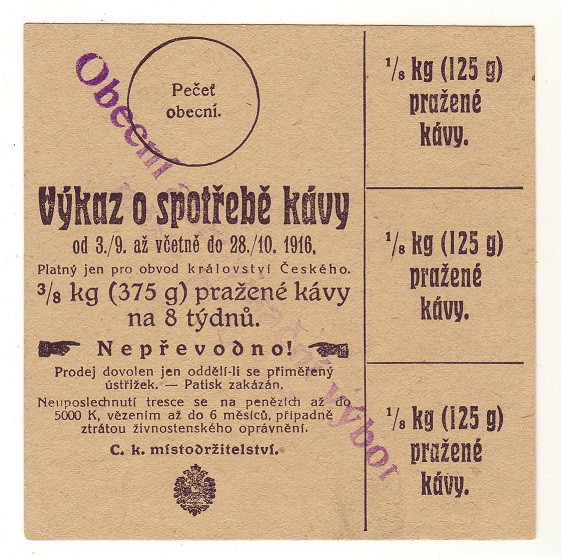 Pečeť
obecní.
Výkaz o spotřebě kávy
od 3./9. až včetně do 28./10. 1916.
Platný jen pro obvod království Českého.
3/8 kg (375 g) pražené kávy
na 8 týdnů.
Nepřevodno!
Prodej dovolen jen oddělí-li se přiměřený
ústřižek. — Patisk zakázán.
Neuposlechnutí tresce se na penězích až do
5000 K, vězením až do 6 měsíců, případně
ztrátou živnostenského oprávnění.
C. k. místodržitelství.
1/8 kg (125 g)
pražené
kávy.
1/8 kg (125 g)
pražené
kávy.
1/8 kg (125 g)
pražené
kávy.
Obecní
výbor